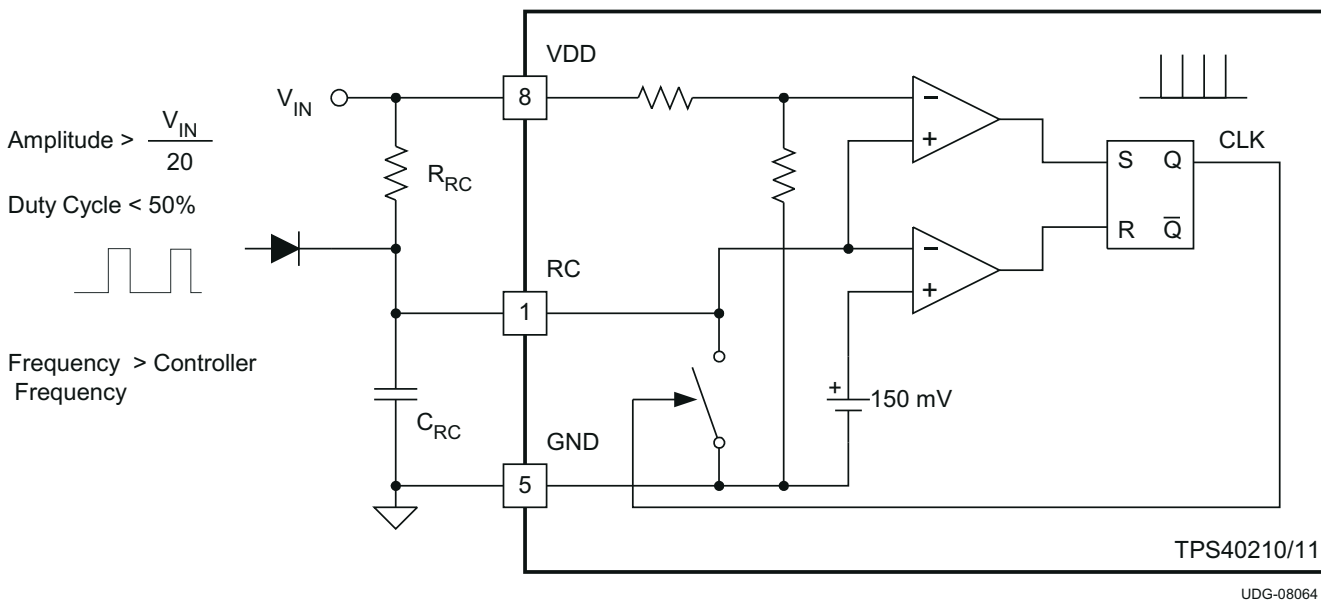 VDD
V_IN
8
Amplitude > V_IN / 20
R_RC
Duty Cycle < 50%
RC
1
Frequency > Controller
Frequency
C_RC
GND
5
−
+
−
+
S Q
R Q̅
CLK
+
150 mV
TPS40210/11
UDG-08064